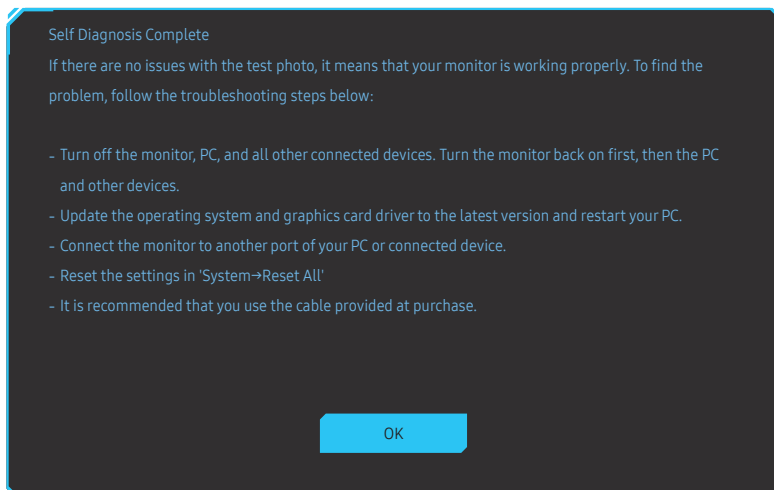 Self Diagnosis Complete
If there are no issues with the test photo, it means that your monitor is working properly. To find the
problem, follow the troubleshooting steps below:
- Turn off the monitor, PC, and all other connected devices. Turn the monitor back on first, then the PC
and other devices.
- Update the operating system and graphics card driver to the latest version and restart your PC.
- Connect the monitor to another port of your PC or connected device.
- Reset the settings in 'System→Reset All'
- It is recommended that you use the cable provided at purchase.
OK